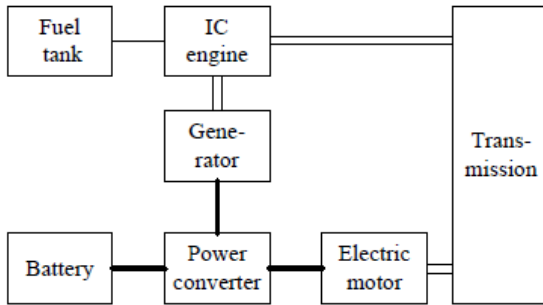 Fuel
tank
IC
engine
Gene-
rator
Trans-
mission
Battery
Power
converter
Electric
motor